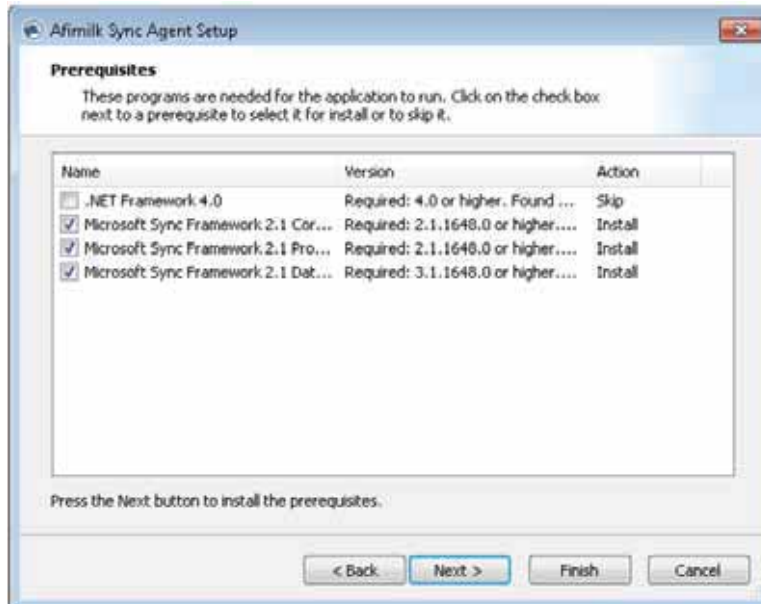 Afimilk Sync Agent Setup
Prerequisites
These programs are needed for the application to run. Click on the check box
next to a prerequisite to select it for install or to skip it.
Name Version Action
.NET Framework 4.0 Required: 4.0 or higher. Found ... Skip
Microsoft Sync Framework 2.1 Cor... Required: 2.1.1648.0 or higher.... Install
Microsoft Sync Framework 2.1 Pro... Required: 2.1.1648.0 or higher.... Install
Microsoft Sync Framework 2.1 Dat... Required: 3.1.1648.0 or higher.... Install
Press the Next button to install the prerequisites.
< Back Next > Finish Cancel